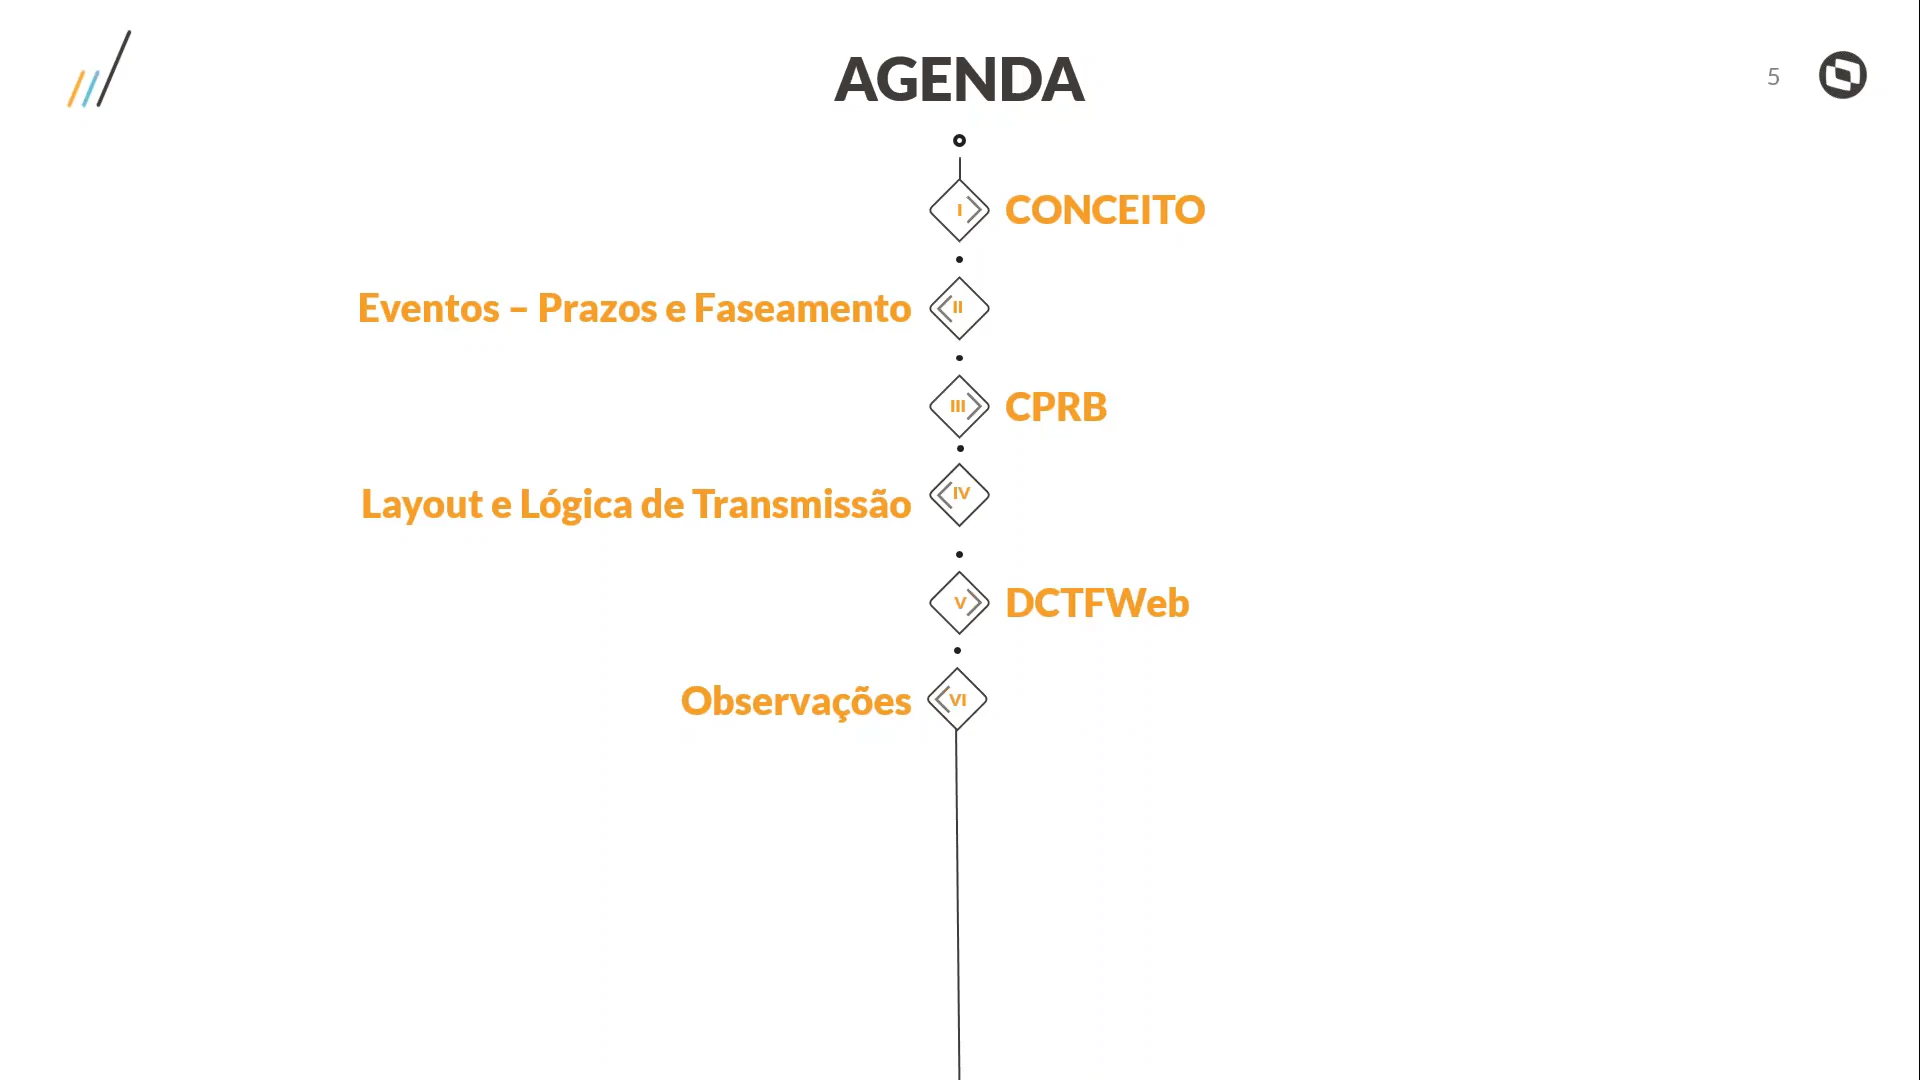 AGENDA
5
I
CONCEITO
Eventos – Prazos e Faseamento
II
III
CPRB
Layout e Lógica de Transmissão
IV
V
DCTFWeb
Observações
VI